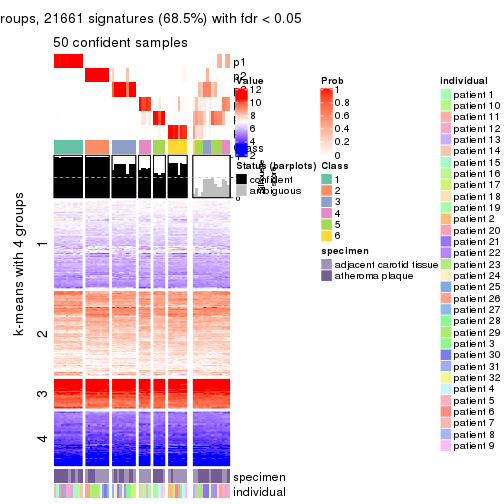 roups, 21661 signatures (68.5%) with fdr < 0.05
50 confident samples
p1
p2
Value
12
10
8
6
4
2
Prob
1
0.8
0.6
0.4
0.2
0
Status (barplots)
confident
ambiguous
Class
1
2
3
4
5
6
specimen
adjacent carotid tissue
atheroma plaque
individual
patient 1
patient 10
patient 11
patient 12
patient 13
patient 14
patient 15
patient 16
patient 17
patient 18
patient 19
patient 2
patient 20
patient 21
patient 22
patient 23
patient 24
patient 25
patient 26
patient 27
patient 28
patient 29
patient 3
patient 30
patient 31
patient 32
patient 4
patient 5
patient 6
patient 7
patient 8
patient 9
k-means with 4 groups
1
2
3
4
specimen
individual